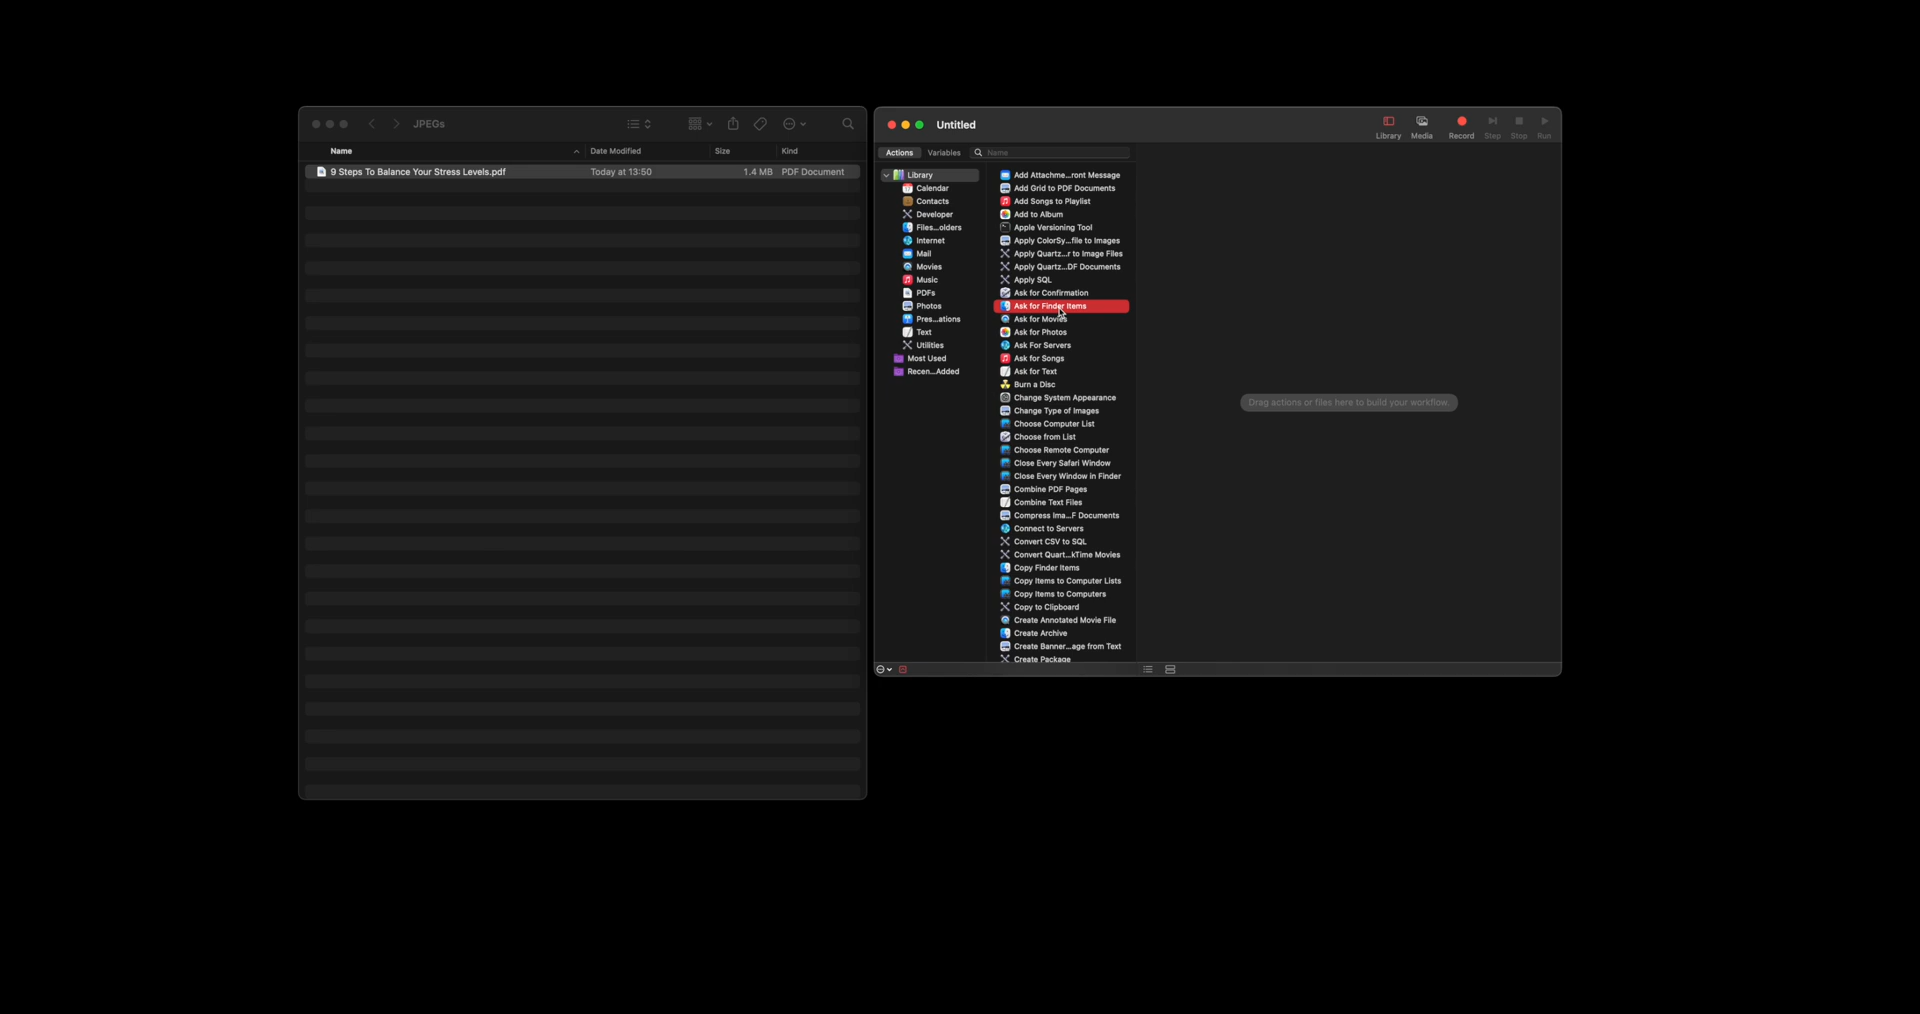 JPEGs
Name
Date Modified
Size
Kind
9 Steps To Balance Your Stress Levels.pdf
Today at 13:50
1.4 MB
PDF Document
Untitled
Library
Media
Record
Step
Stop
Run
Actions
Variables
Name
Library
Calendar
Contacts
Developer
Files...olders
Internet
Mail
Movies
Music
PDFs
Photos
Pres...ations
Text
Utilities
Most Used
Recen...Added
Add Attachme...ront Message
Add Grid to PDF Documents
Add Songs to Playlist
Add to Album
Apple Versioning Tool
Apply ColorSy...file to Images
Apply Quartz...r to Image Files
Apply Quartz...DF Documents
Apply SQL
Ask for Confirmation
Ask for Finder Items
Ask for Movies
Ask for Photos
Ask For Servers
Ask for Songs
Ask for Text
Burn a Disc
Change System Appearance
Change Type of Images
Choose Computer List
Choose from List
Choose Remote Computer
Close Every Safari Window
Close Every Window in Finder
Combine PDF Pages
Combine Text Files
Compress Ima...F Documents
Connect to Servers
Convert CSV to SQL
Convert Quart...kTime Movies
Copy Finder Items
Copy Items to Computer Lists
Copy Items to Computers
Copy to Clipboard
Create Annotated Movie File
Create Archive
Create Banner...age from Text
Create Package
Drag actions or files here to build your workflow.